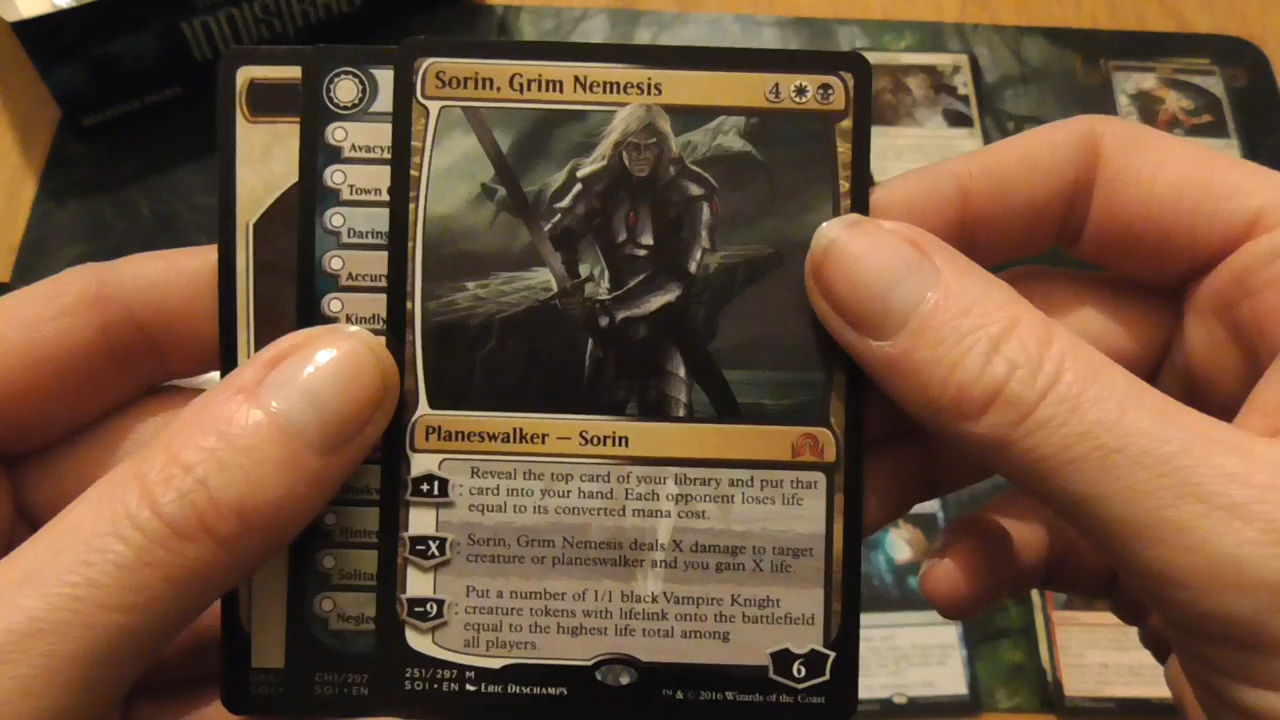 INNISTRAD
Avacyn
Town
Daring
Accur
Kindly
Duskw
Hinter
Solitar
Neglec
CH1/297
SOI • EN
Sorin, Grim Nemesis 4
Planeswalker — Sorin
+1 : Reveal the top card of your library and put that
card into your hand. Each opponent loses life
equal to its converted mana cost.
-X : Sorin, Grim Nemesis deals X damage to target
creature or planeswalker and you gain X life.
-9 : Put a number of 1/1 black Vampire Knight
creature tokens with lifelink onto the battlefield
equal to the highest life total among
all players.
6
251/297 M
SOI • EN Eric Deschamps
™ & © 2016 Wizards of the Coast